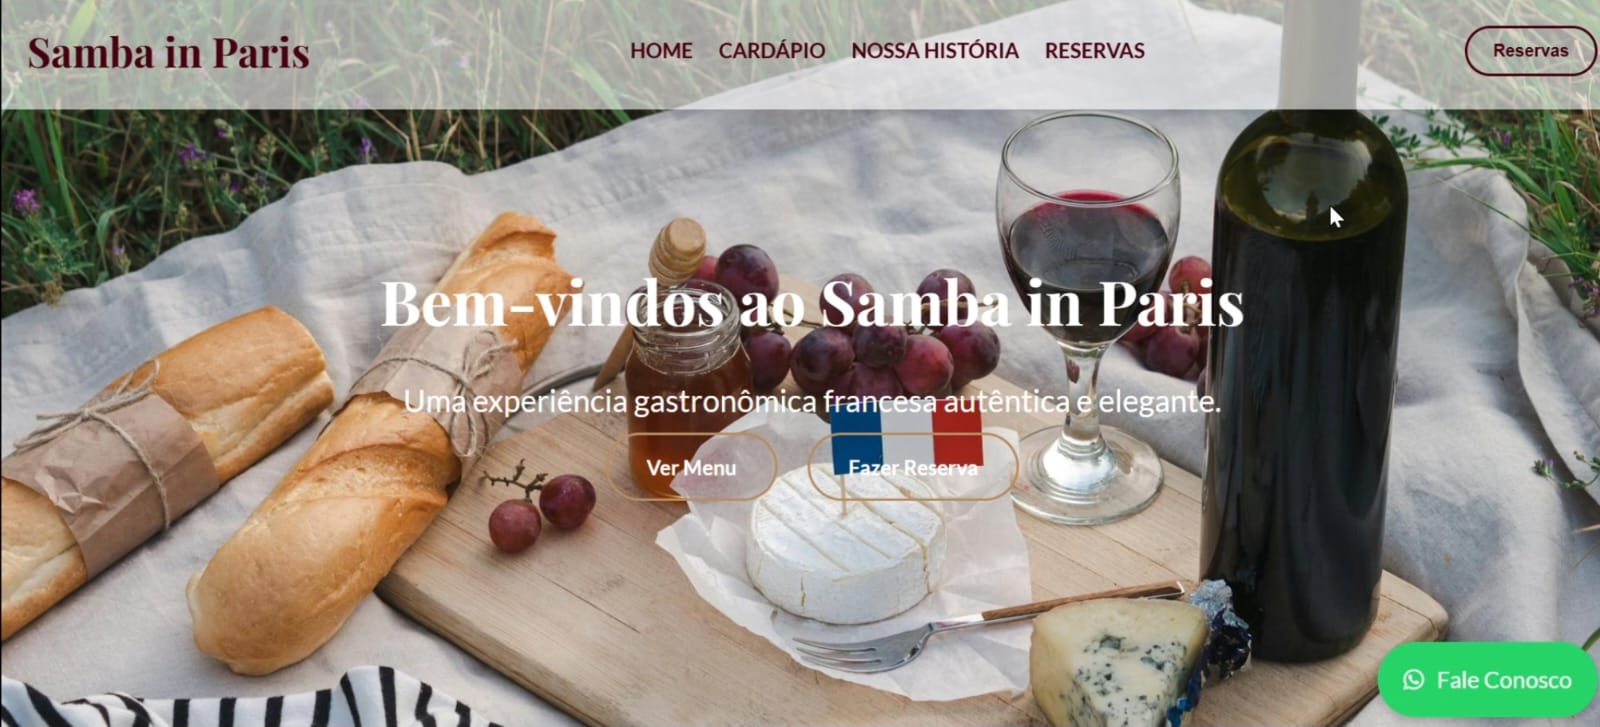 Samba in Paris
HOME CARDÁPIO NOSSA HISTÓRIA RESERVAS
Reservas
Bem-vindos ao Samba in Paris
Uma experiência gastronômica francesa autêntica e elegante.
Ver Menu
Fazer Reserva
Fale Conosco